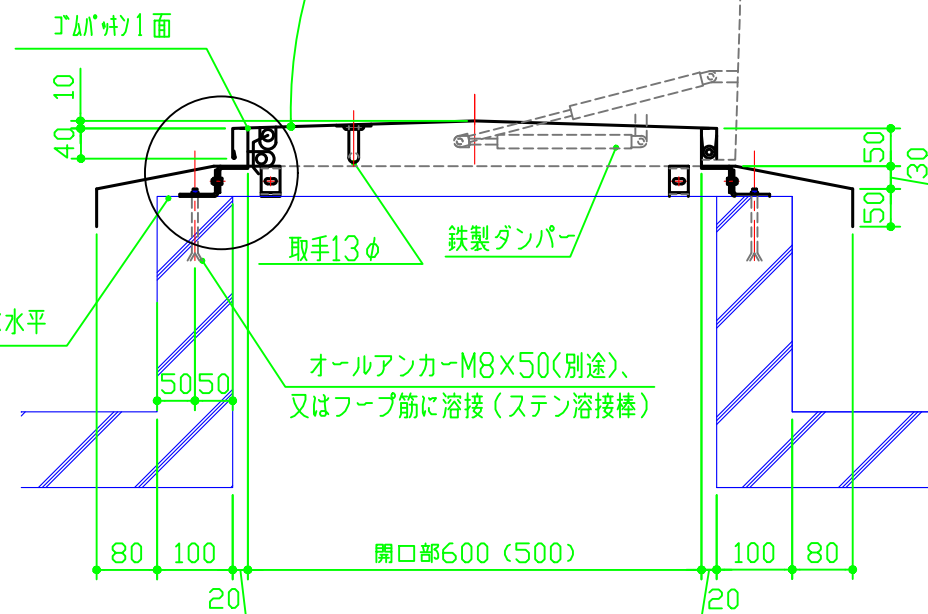 ゴムパッキン1面
10
40
50
30
50
取手13φ
鉄製ダンパー
水平
オールアンカーM8×50(別途)、
又はフープ筋に溶接(ステン溶接棒)
50 50
80 100 開口部600(500) 100 80
20 20